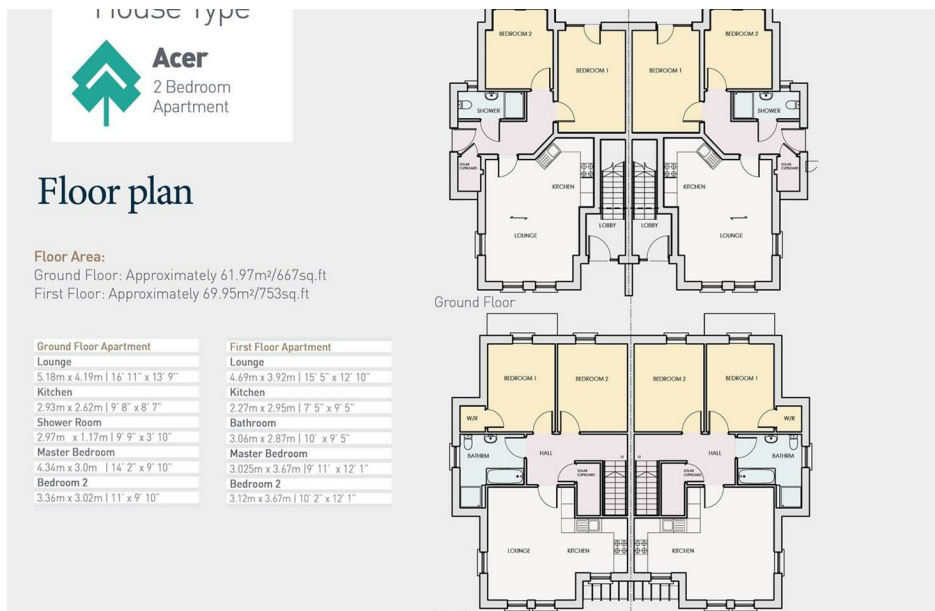 House Type
Acer
2 Bedroom
Apartment
Floor plan
Floor Area:
Ground Floor: Approximately 61.97m²/667sq.ft
First Floor: Approximately 69.95m²/753sq.ft
Ground Floor Apartment
Lounge
5.18m x 4.19m | 16' 11" x 13' 9"
Kitchen
2.93m x 2.62m | 9' 8" x 8' 7"
Shower Room
2.97m x 1.17m | 9' 9" x 3' 10"
Master Bedroom
4.34m x 3.0m | 14' 2" x 9' 10"
Bedroom 2
3.36m x 3.02m | 11' x 9' 10"
First Floor Apartment
Lounge
4.69m x 3.92m | 15' 5" x 12' 10"
Kitchen
2.27m x 2.95m | 7' 5" x 9' 5"
Bathroom
3.06m x 2.87m | 10' x 9' 5"
Master Bedroom
3.025m x 3.67m |9' 11' x 12' 1"
Bedroom 2
3.12m x 3.67m | 10' 2" x 12' 1"
BEDROOM 2
BEDROOM 1
BEDROOM 1
BEDROOM 2
SHOWER
SHOWER
SOLAR
CUPBOARD
SOLAR
CUPBOARD
KITCHEN
KITCHEN
LOUNGE
LOBBY
LOBBY
LOUNGE
Ground Floor
BEDROOM 1
BEDROOM 2
BEDROOM 2
BEDROOM 1
W/R
W/R
BATHRM
HALL
HALL
BATHRM
SOLAR
CUPBOARD
SOLAR
CUPBOARD
LOUNGE
KITCHEN
KITCHEN